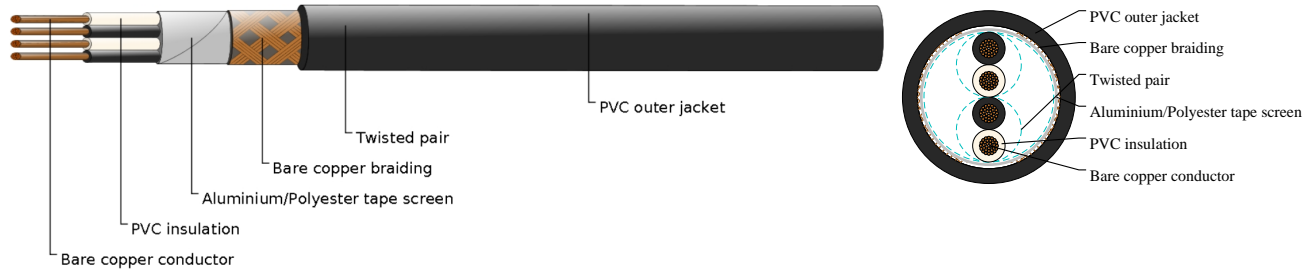 PVC outer jacket
Twisted pair
Bare copper braiding
Aluminium/Polyester tape screen
PVC insulation
Bare copper conductor
PVC outer jacket
Bare copper braiding
Twisted pair
Aluminium/Polyester tape screen
PVC insulation
Bare copper conductor